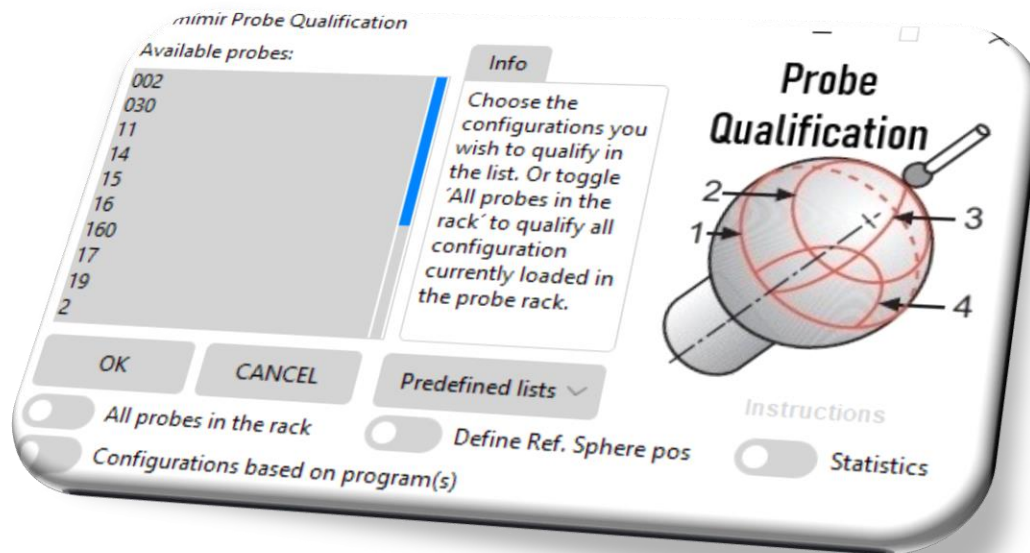 mimir Probe Qualification
Available probes:
002
030
11
14
15
16
160
17
19
2
Info
Choose the
configurations you
wish to qualify in
the list. Or toggle
´All probes in the
rack´ to qualify all
configuration
currently loaded in
the probe rack.
Probe
Qualification
2
1
3
4
OK
CANCEL
Predefined lists
Instructions
All probes in the rack
Define Ref. Sphere pos
Statistics
Configurations based on program(s)